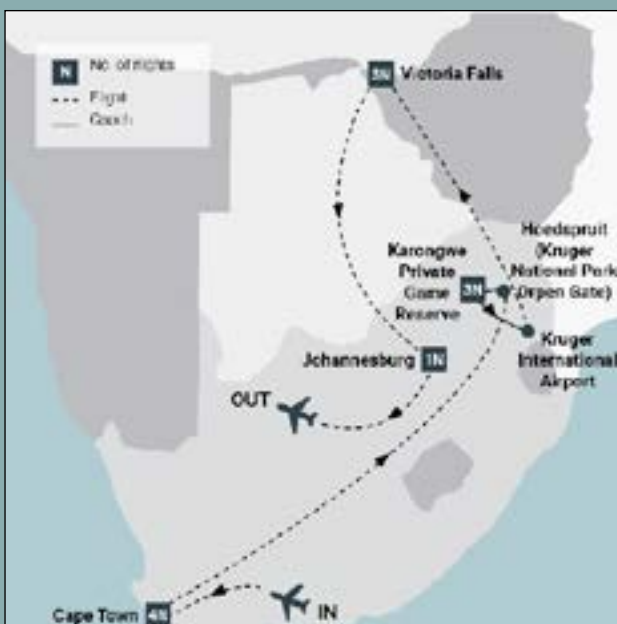 N No. of nights
Flight
Coach
Victoria Falls
Hoedspruit
(Kruger
National Park
Orpen Gate)
Karongwe
Private
Game
Reserve
3N
Kruger
International
Airport
Johannesburg 1N
OUT
Cape Town 4N
IN